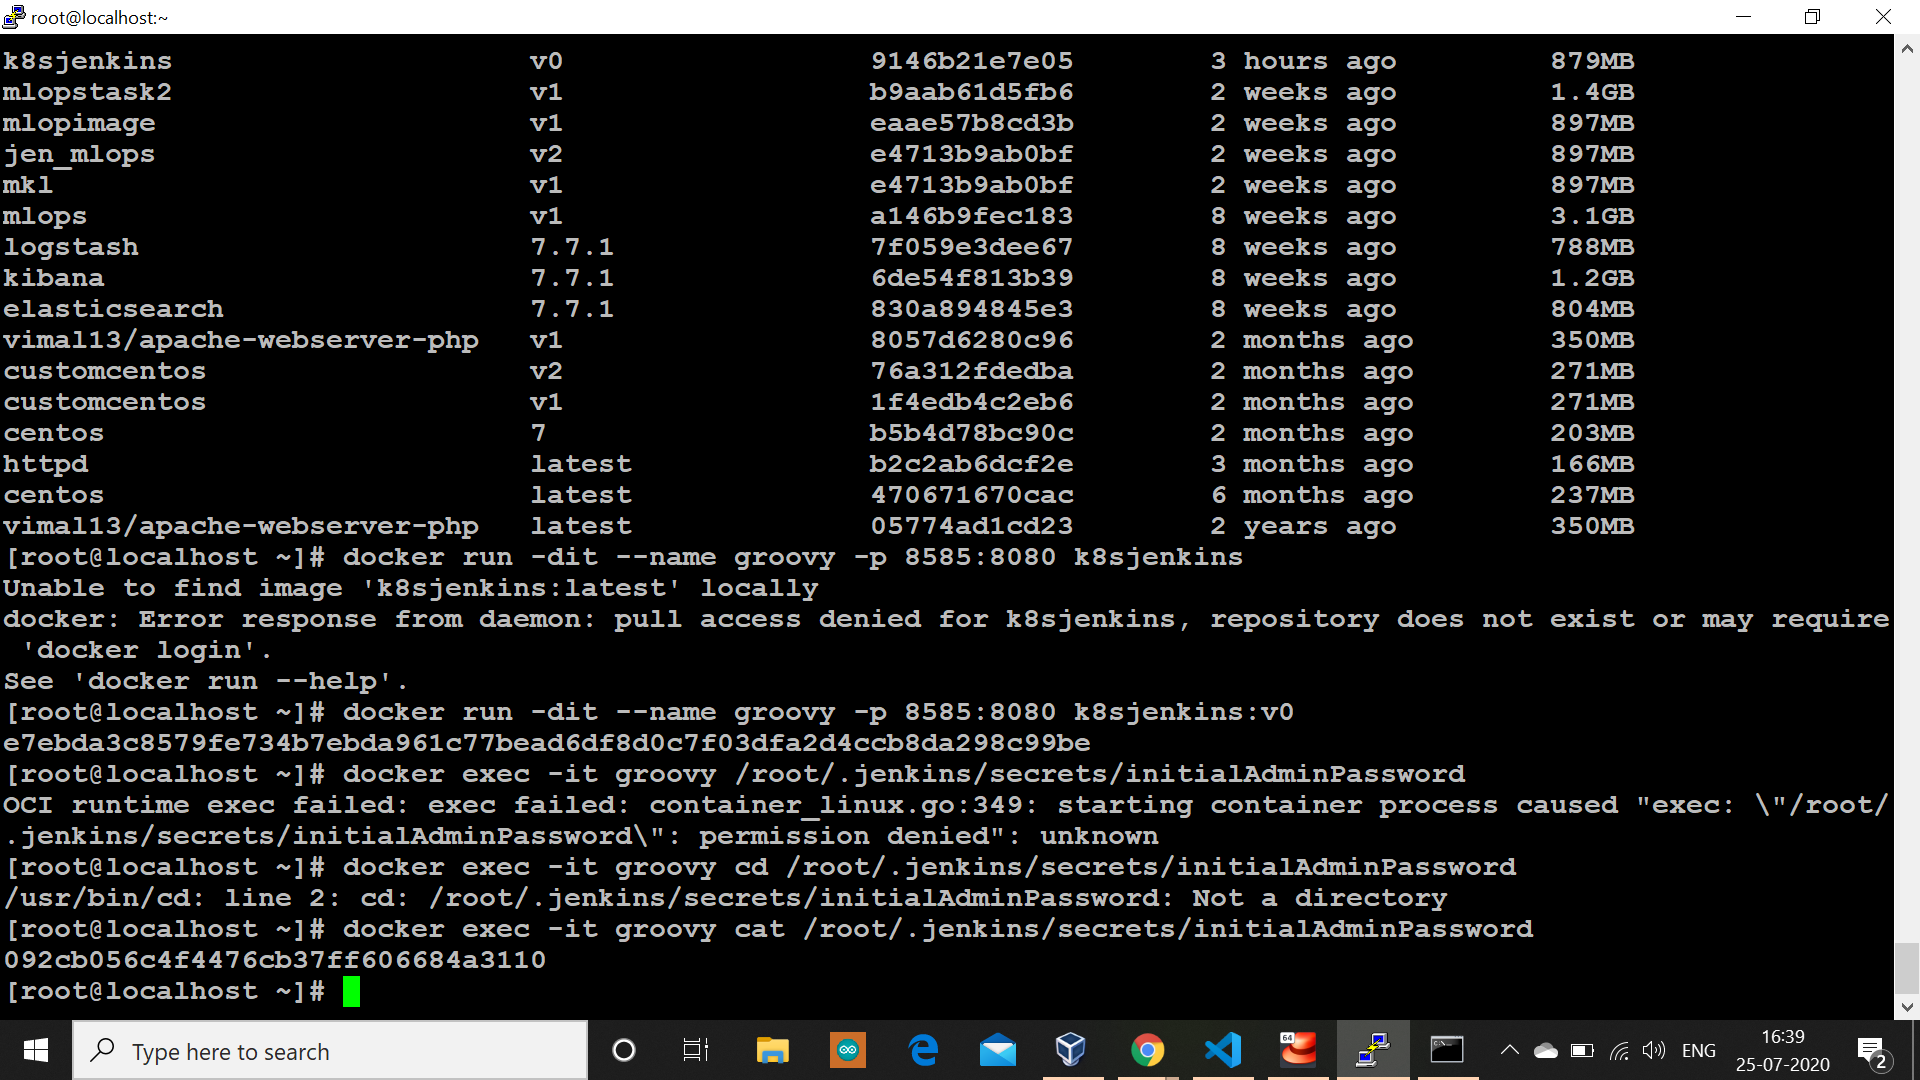 root@localhost:~
k8sjenkins v0 9146b21e7e05 3 hours ago 879MB
mlopstask2 v1 b9aab61d5fb6 2 weeks ago 1.4GB
mlopimage v1 eaae57b8cd3b 2 weeks ago 897MB
jen_mlops v2 e4713b9ab0bf 2 weeks ago 897MB
mkl v1 e4713b9ab0bf 2 weeks ago 897MB
mlops v1 a146b9fec183 8 weeks ago 3.1GB
logstash 7.7.1 7f059e3dee67 8 weeks ago 788MB
kibana 7.7.1 6de54f813b39 8 weeks ago 1.2GB
elasticsearch 7.7.1 830a894845e3 8 weeks ago 804MB
vimal13/apache-webserver-php v1 8057d6280c96 2 months ago 350MB
customcentos v2 76a312fdedba 2 months ago 271MB
customcentos v1 1f4edb4c2eb6 2 months ago 271MB
centos 7 b5b4d78bc90c 2 months ago 203MB
httpd latest b2c2ab6dcf2e 3 months ago 166MB
centos latest 470671670cac 6 months ago 237MB
vimal13/apache-webserver-php latest 05774ad1cd23 2 years ago 350MB
[root@localhost ~]# docker run -dit --name groovy -p 8585:8080 k8sjenkins
Unable to find image 'k8sjenkins:latest' locally
docker: Error response from daemon: pull access denied for k8sjenkins, repository does not exist or may require
'docker login'.
See 'docker run --help'.
[root@localhost ~]# docker run -dit --name groovy -p 8585:8080 k8sjenkins:v0
e7ebda3c8579fe734b7ebda961c77bead6df8d0c7f03dfa2d4ccb8da298c99be
[root@localhost ~]# docker exec -it groovy /root/.jenkins/secrets/initialAdminPassword
OCI runtime exec failed: exec failed: container_linux.go:349: starting container process caused "exec: \"/root/
.jenkins/secrets/initialAdminPassword\": permission denied": unknown
[root@localhost ~]# docker exec -it groovy cd /root/.jenkins/secrets/initialAdminPassword
/usr/bin/cd: line 2: cd: /root/.jenkins/secrets/initialAdminPassword: Not a directory
[root@localhost ~]# docker exec -it groovy cat /root/.jenkins/secrets/initialAdminPassword
092cb056c4f4476cb37ff606684a3110
[root@localhost ~]#
Type here to search
64
ENG
16:39
25-07-2020
2